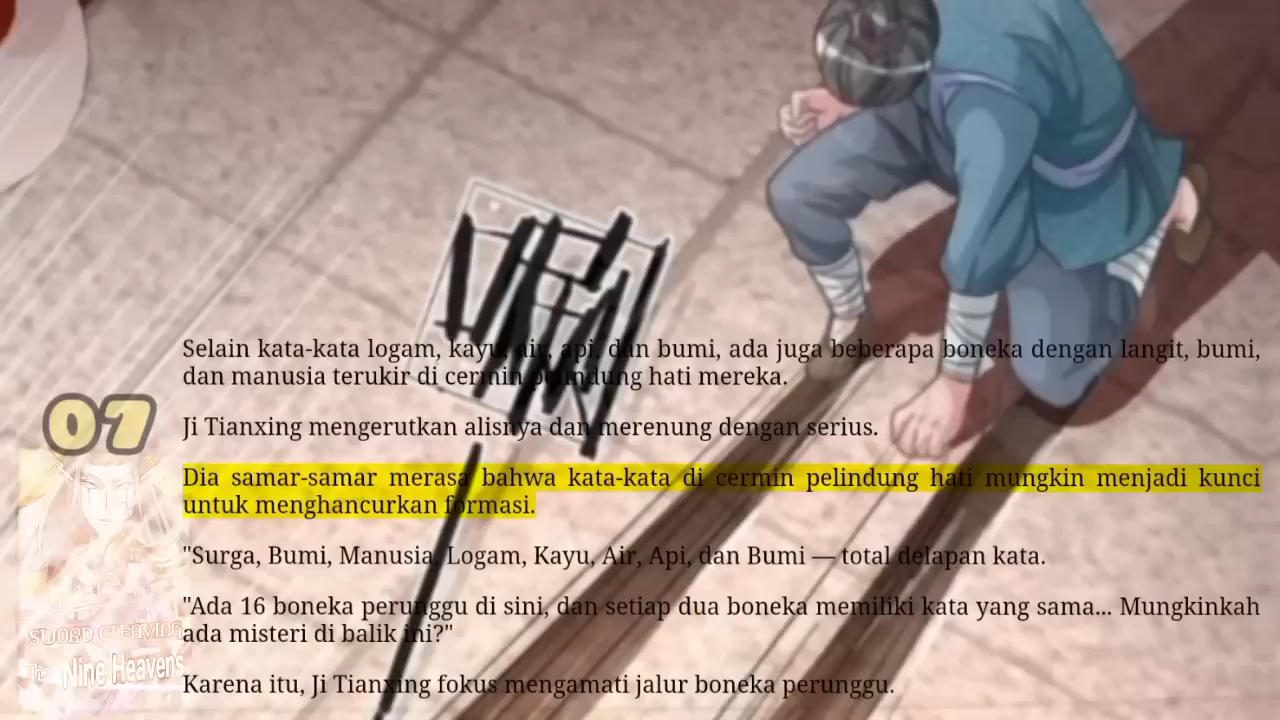 Selain kata-kata logam, kayu, air, api, dan bumi, ada juga beberapa boneka dengan langit, bumi,
dan manusia terukir di cermin pelindung hati mereka.
Ji Tianxing mengerutkan alisnya dan merenung dengan serius.
07
Dia samar-samar merasa bahwa kata-kata di cermin pelindung hati mungkin menjadi kunci
untuk menghancurkan formasi.
"Surga, Bumi, Manusia, Logam, Kayu, Air, Api, dan Bumi — total delapan kata.
"Ada 16 boneka perunggu di sini, dan setiap dua boneka memiliki kata yang sama... Mungkinkah
ada misteri di balik ini?"
SWORD CLEAVING
The Nine Heavens
Karena itu, Ji Tianxing fokus mengamati jalur boneka perunggu.